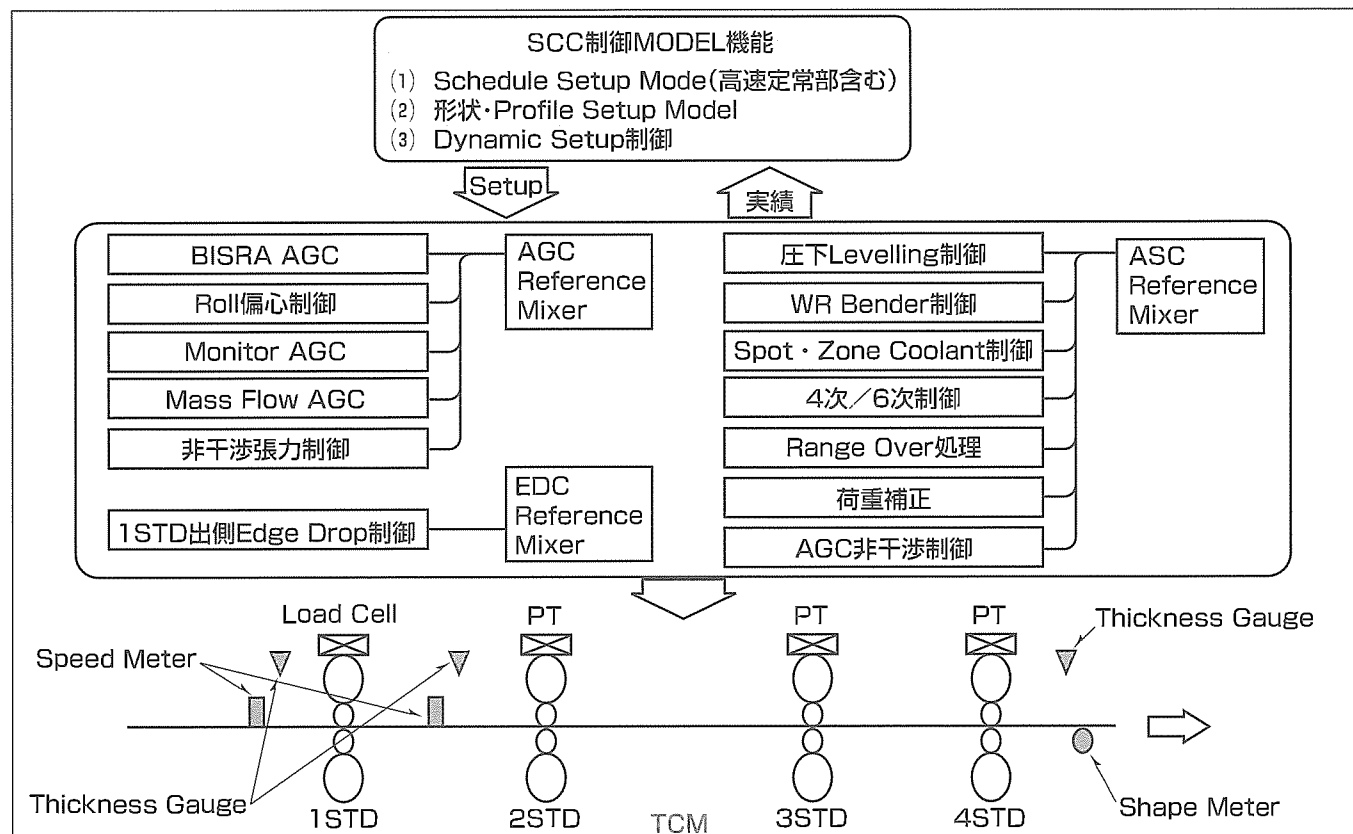 SCC制御MODEL機能
(1) Schedule Setup Mode(高速定常部含む)
(2) 形状・Profile Setup Model
(3) Dynamic Setup制御
Setup
実績
BISRA AGC
Roll偏心制御
Monitor AGC
Mass Flow AGC
非干渉張力制御
1STD出側Edge Drop制御
AGC
Reference
Mixer
EDC
Reference
Mixer
圧下Levelling制御
WR Bender制御
Spot・Zone Coolant制御
4次/6次制御
Range Over処理
荷重補正
AGC非干渉制御
ASC
Reference
Mixer
Load Cell
PT
PT
PT
Thickness Gauge
Speed Meter
Thickness Gauge
1STD
2STD
TCM
3STD
4STD
Shape Meter